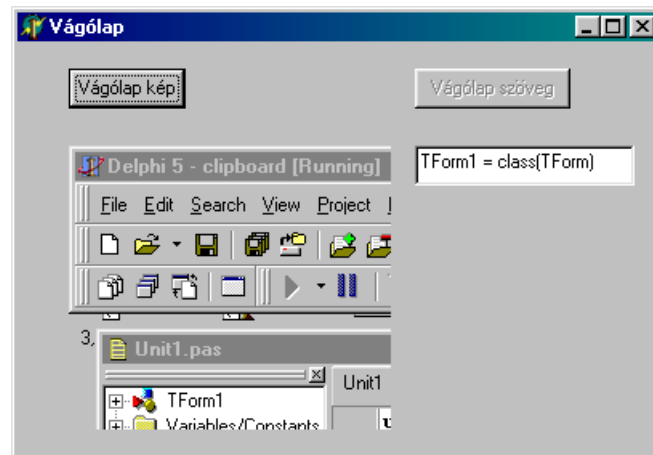 Vágólap
Vágólap kép
Vágólap szöveg
TForm1 = class(TForm)
Delphi 5 - clipboard [Running]
File Edit Search View Project
3,
Unit1.pas
Unit1
TForm1
Variables/Constants